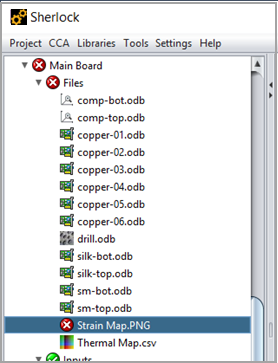 Sherlock
Project CCA Libraries Tools Settings Help
Main Board
Files
comp-bot.odb
comp-top.odb
copper-01.odb
copper-02.odb
copper-03.odb
copper-04.odb
copper-05.odb
copper-06.odb
drill.odb
silk-bot.odb
silk-top.odb
sm-bot.odb
sm-top.odb
Strain Map.PNG
Thermal Map.csv
Inputs